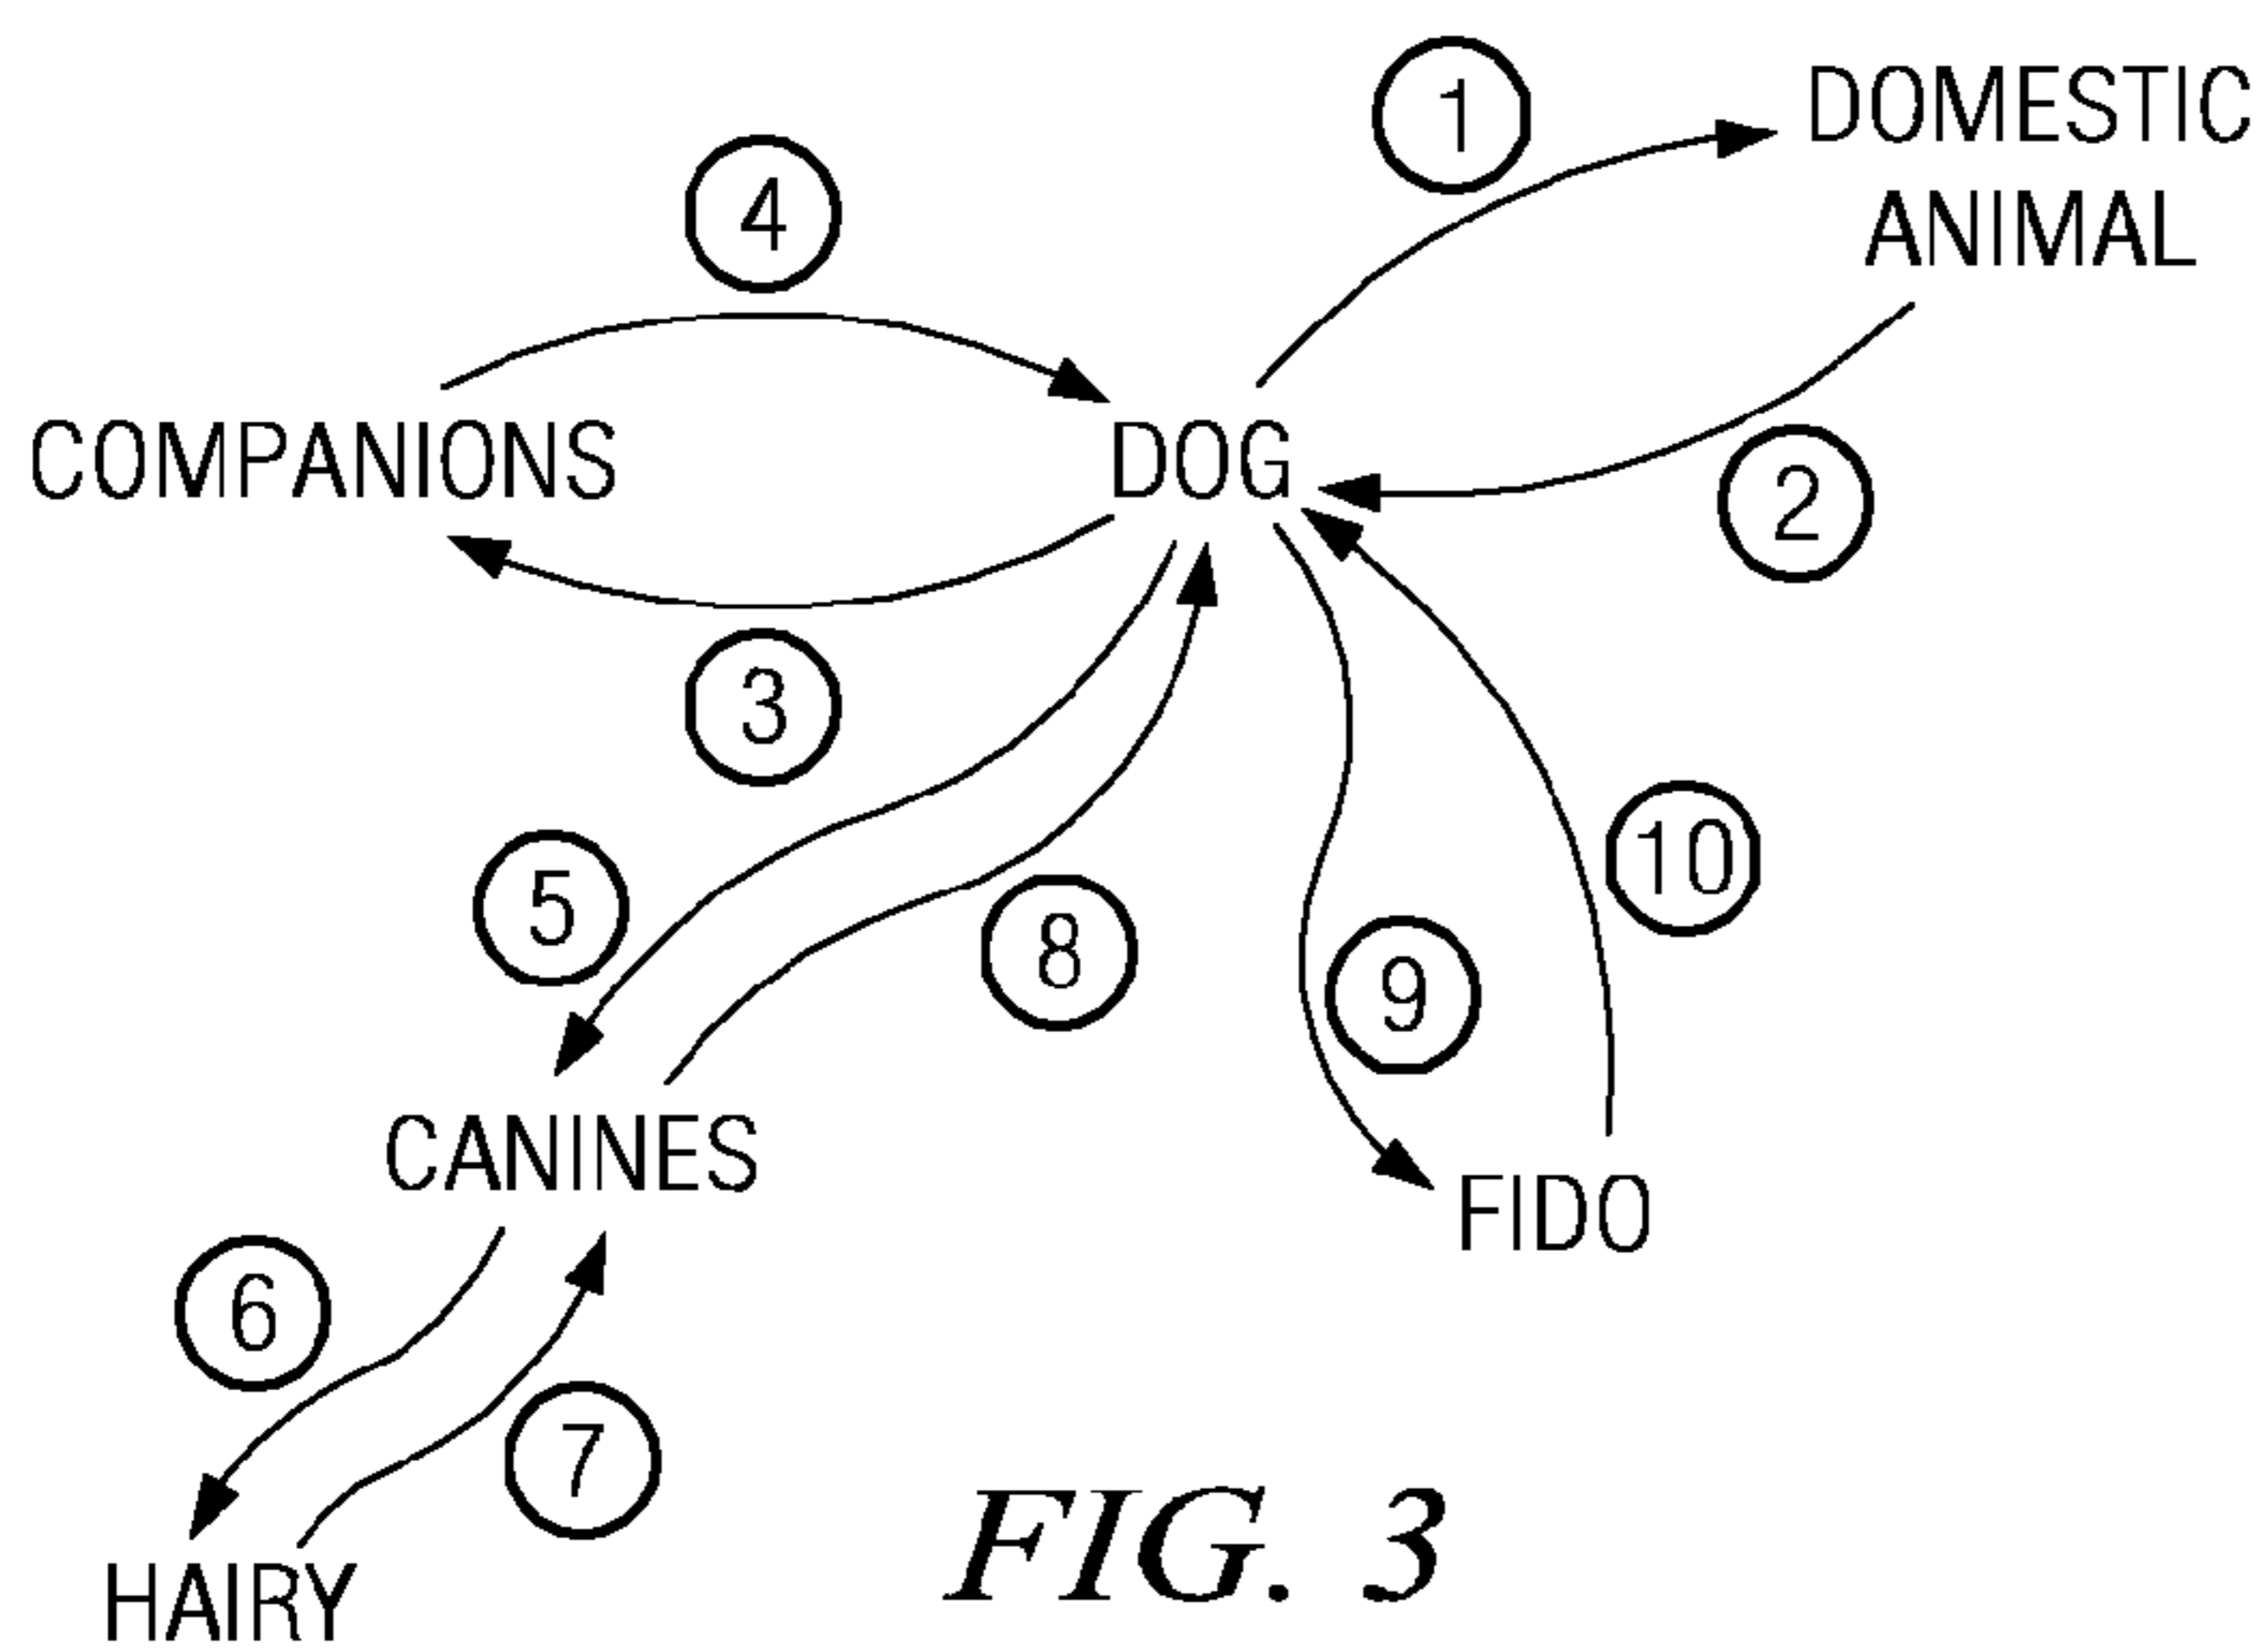 1
DOMESTIC
ANIMAL
4
COMPANIONS
DOG
2
3
5
8
10
9
CANINES
FIDO
6
7
HAIRY
FIG. 3